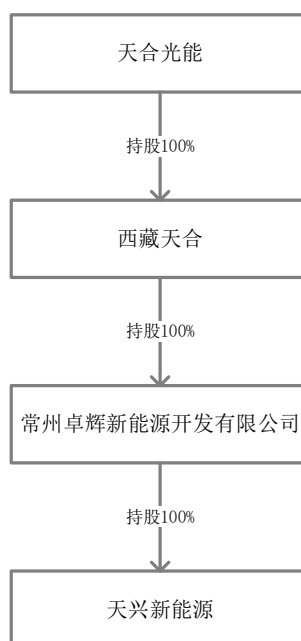 天合光能
持股100%
西藏天合
持股100%
常州卓辉新能源开发有限公司
持股100%
天兴新能源